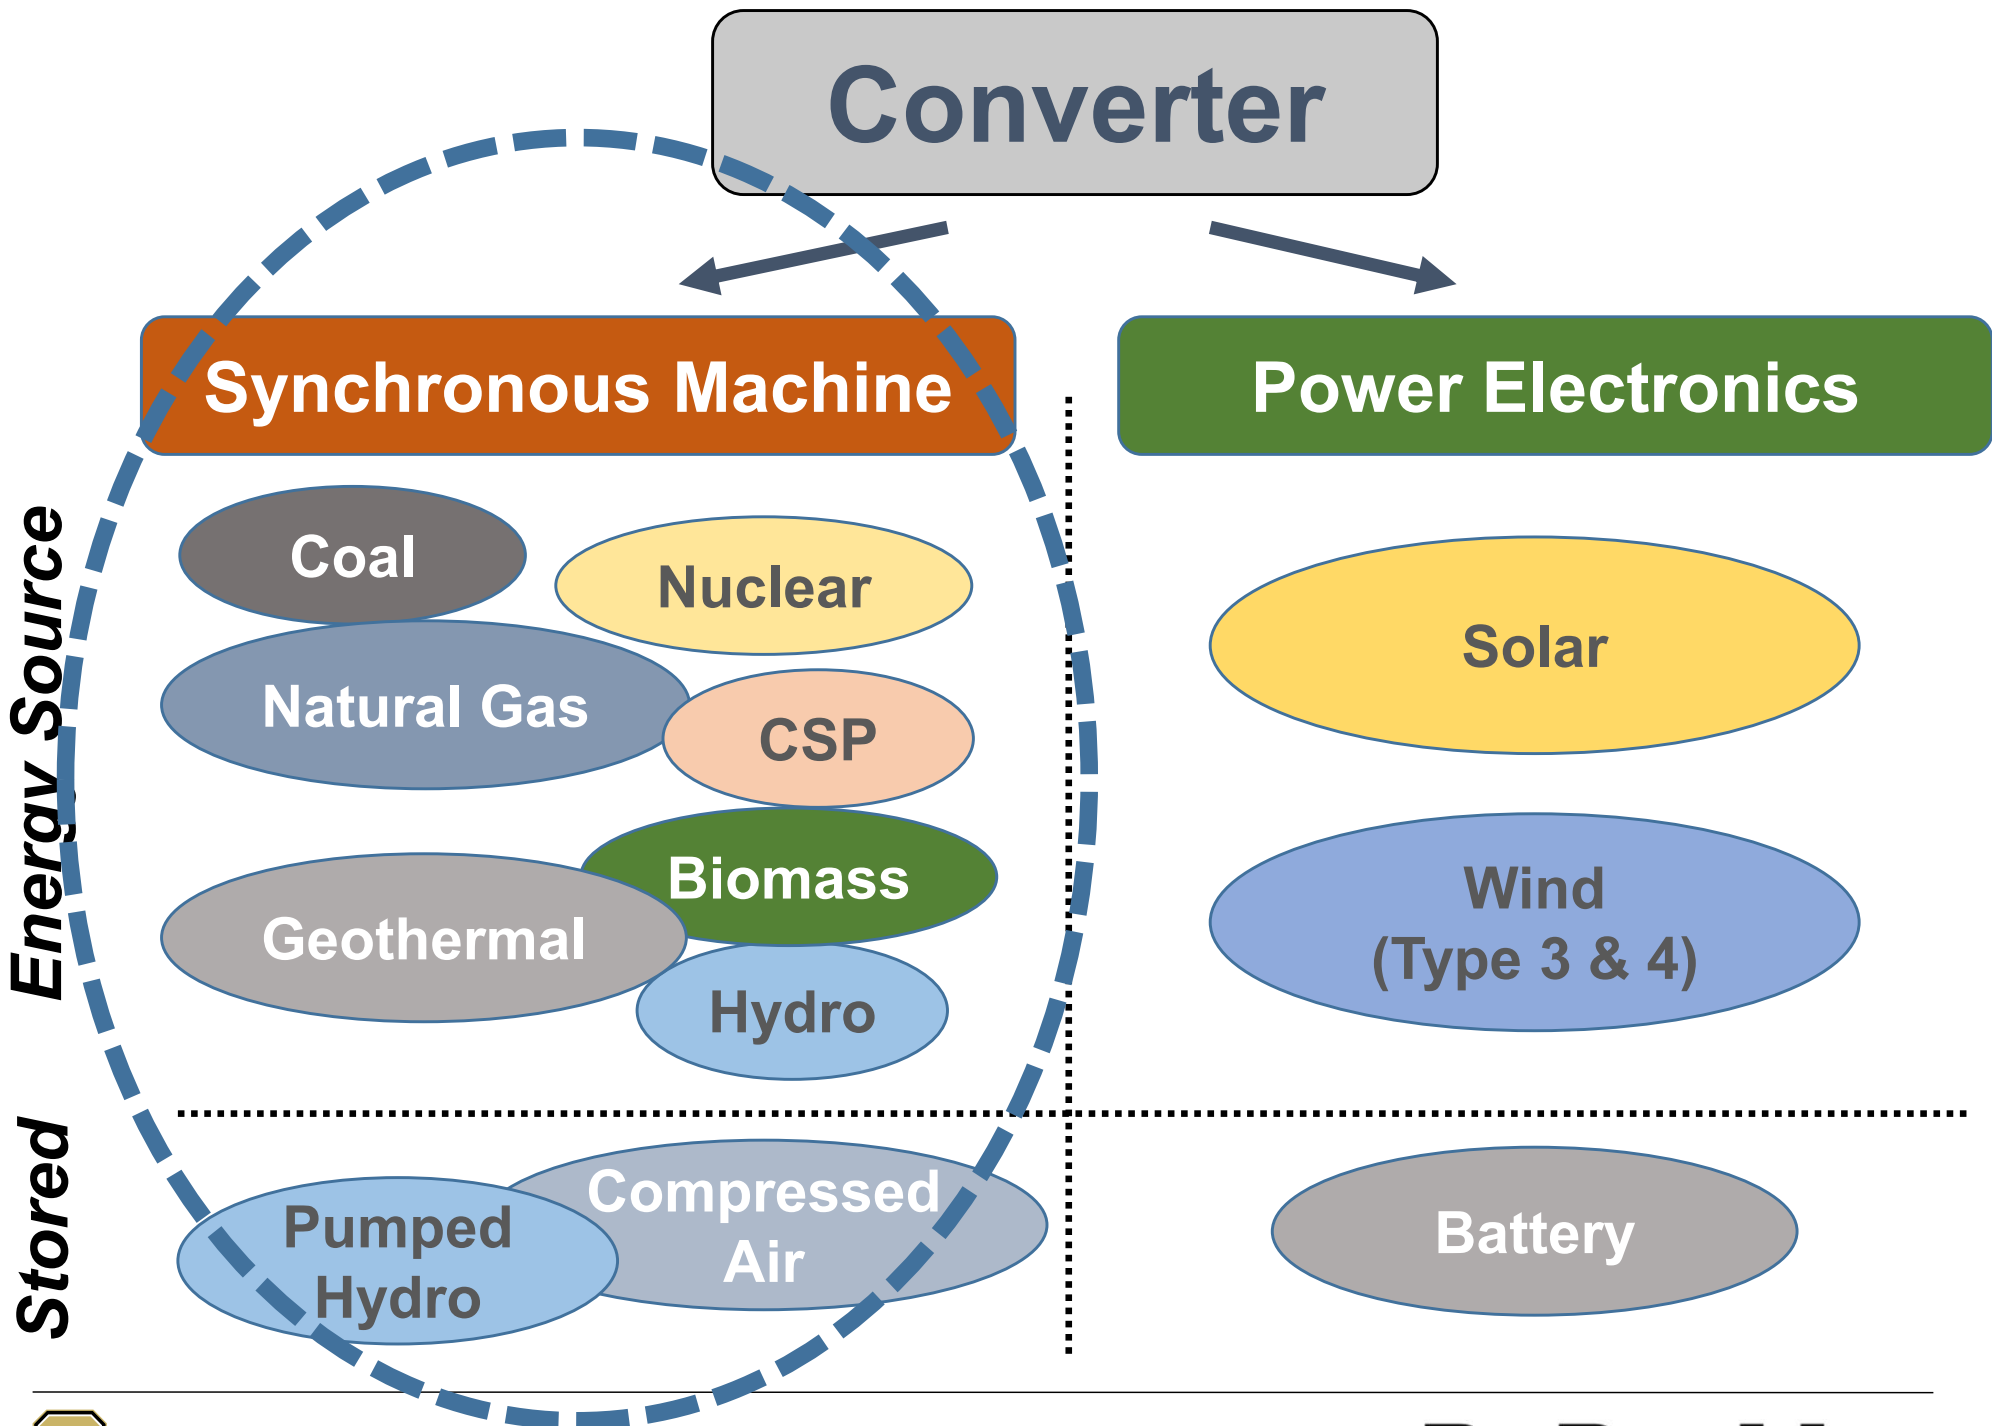 Converter
Synchronous Machine
Power Electronics
Energy Source
Coal
Nuclear
Natural Gas
CSP
Biomass
Geothermal
Hydro
Solar
Wind
(Type 3 & 4)
Stored
Pumped
Hydro
Compressed
Air
Battery